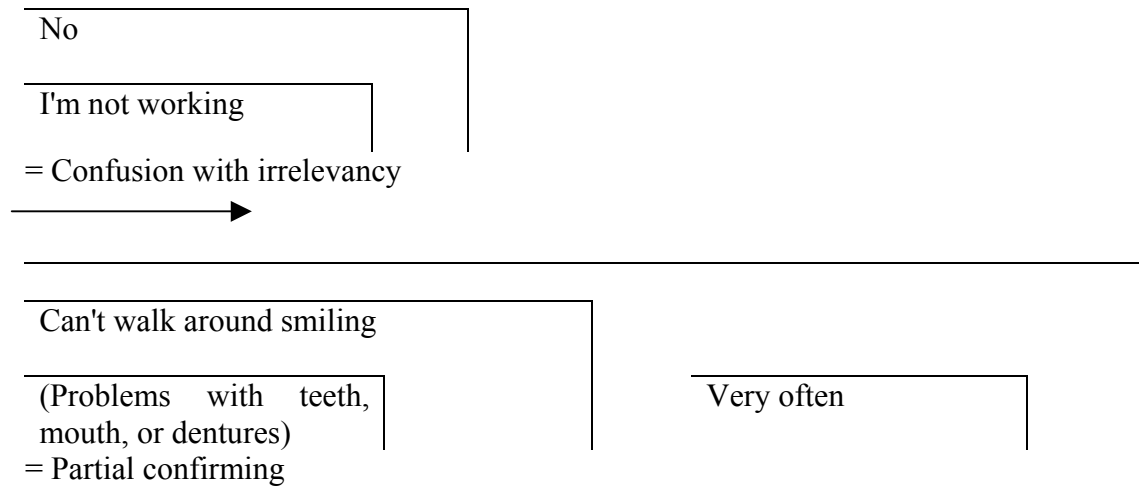 No
I'm not working
= Confusion with irrelevancy
Can't walk around smiling
(Problems with teeth,
mouth, or dentures)
Very often
= Partial confirming